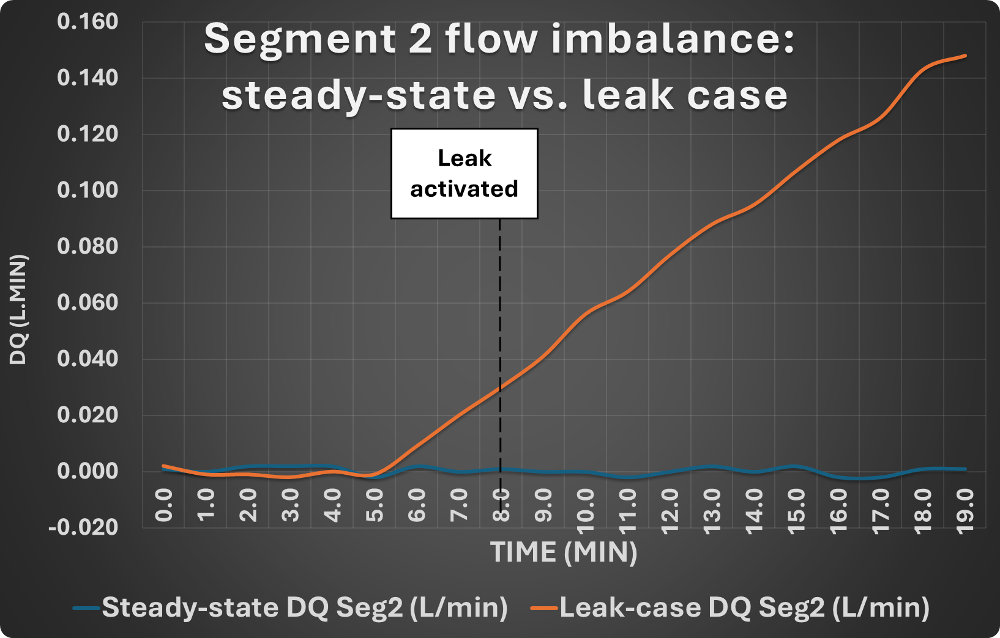 Segment 2 flow imbalance:
steady-state vs. leak case
Leak
activated
0.160
0.140
0.120
0.100
0.080
0.060
0.040
0.020
0.000
-0.020
DQ (L.MIN)
0.0 1.0 2.0 3.0 4.0 5.0 6.0 7.0 8.0 9.0 10.0 11.0 12.0 13.0 14.0 15.0 16.0 17.0 18.0 19.0
TIME (MIN)
Steady-state DQ Seg2 (L/min) Leak-case DQ Seg2 (L/min)